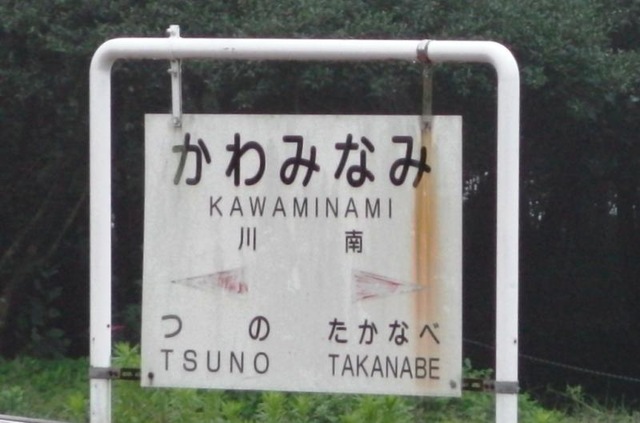 かわみなみ
KAWAMINAMI
川 南
つの たかなべ
TSUNO TAKANABE